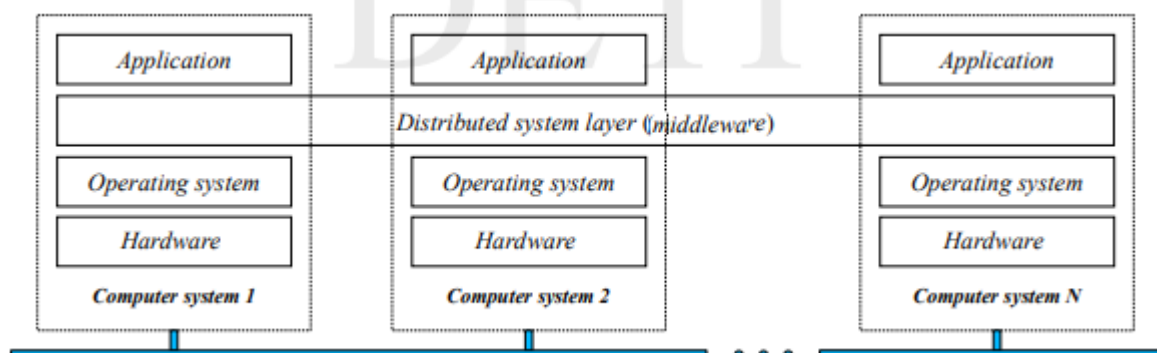 DETI
Application
Application
Application
Distributed system layer (middleware)
Operating system
Operating system
Operating system
Hardware
Hardware
Hardware
Computer system 1
Computer system 2
Computer system N